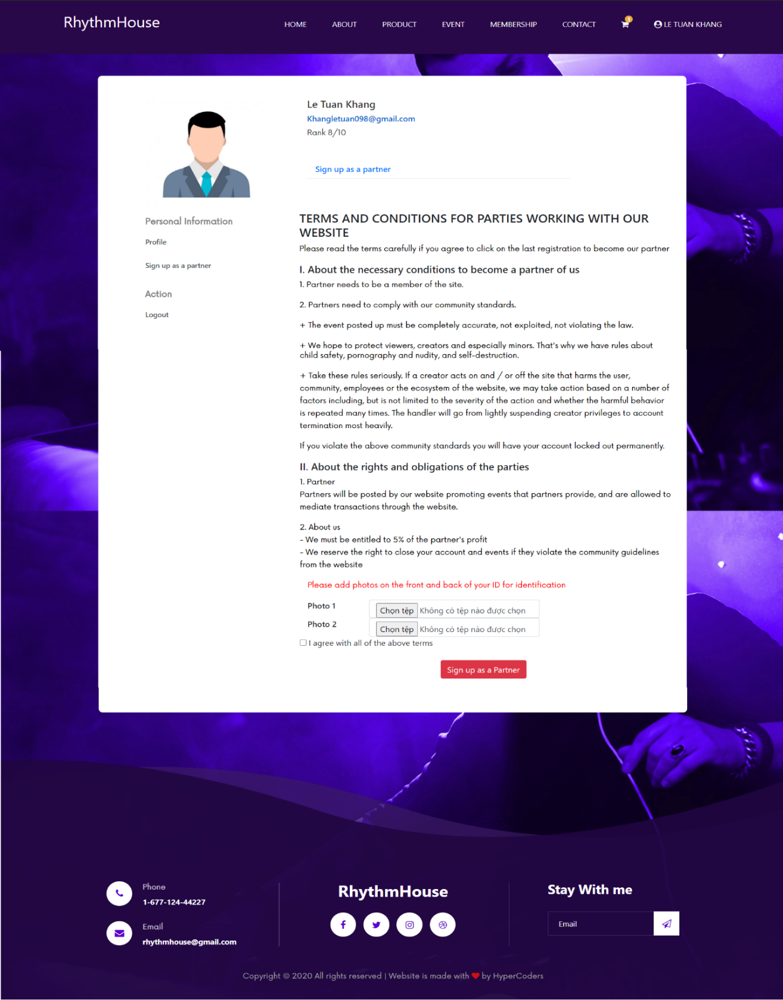 RhythmHouse
HOME ABOUT PRODUCT EVENT MEMBERSHIP CONTACT 1 LE TUAN KHANG
Le Tuan Khang
Khangletuan098@gmail.com
Rank 8/10
Sign up as a partner
Personal Information
Profile
Sign up as a partner
Action
Logout
TERMS AND CONDITIONS FOR PARTIES WORKING WITH OUR
WEBSITE
Please read the terms carefully if you agree to click on the last registration to become our partner
I. About the necessary conditions to become a partner of us
1. Partner needs to be a member of the site.
2. Partners need to comply with our community standards.
+ The event posted up must be completely accurate, not exploited, not violating the law.
+ We hope to protect viewers, creators and especially minors. That's why we have rules about
child safety, pornography and nudity, and self-destruction.
+ Take these rules seriously. If a creator acts on and / or off the site that harms the user,
community, employees or the ecosystem of the website, we may take action based on a number of
factors including, but is not limited to the severity of the action and whether the harmful behavior
is repeated many times. The handler will go from lightly suspending creator privileges to account
termination most heavily.
If you violate the above community standards you will have your account locked out permanently.
II. About the rights and obligations of the parties
1. Partner
Partners will be posted by our website promoting events that partners provide, and are allowed to
mediate transactions through the website.
2. About us
- We must be entitled to 5% of the partner's profit
- We reserve the right to close your account and events if they violate the community guidelines
from the website
Please add photos on the front and back of your ID for identification
Photo 1 Chọn tệp Không có tệp nào được chọn
Photo 2 Chọn tệp Không có tệp nào được chọn
I agree with all of the above terms
Sign up as a Partner
Phone
1-677-124-44227
Email
rhythmhouse@gmail.com
RhythmHouse
Stay With me
Email
Copyright © 2020 All rights reserved | Website is made with ❤ by HyperCoders